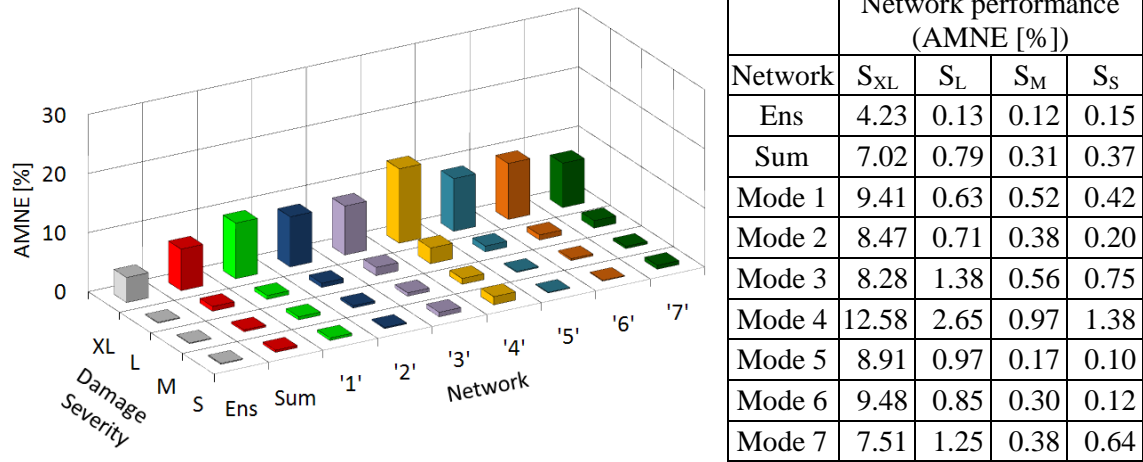 30
20
10
0
AMNE [%]
XL
L
M
S
Damage
Severity
Ens
Sum
'1'
'2'
'3'
'4'
'5'
'6'
'7'
Network
Network performance
(AMNE [%])
Network S_XL S_L S_M S_S
Ens 4.23 0.13 0.12 0.15
Sum 7.02 0.79 0.31 0.37
Mode 1 9.41 0.63 0.52 0.42
Mode 2 8.47 0.71 0.38 0.20
Mode 3 8.28 1.38 0.56 0.75
Mode 4 12.58 2.65 0.97 1.38
Mode 5 8.91 0.97 0.17 0.10
Mode 6 9.48 0.85 0.30 0.12
Mode 7 7.51 1.25 0.38 0.64